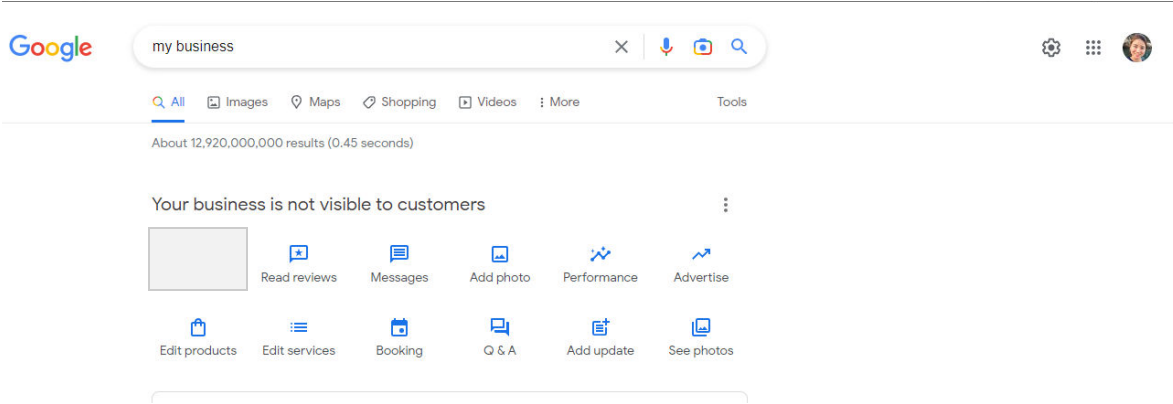 Google
my business
All Images Maps Shopping Videos More Tools
About 12,920,000,000 results (0.45 seconds)
Your business is not visible to customers
Read reviews Messages Add photo Performance Advertise
Edit products Edit services Booking Q & A Add update See photos